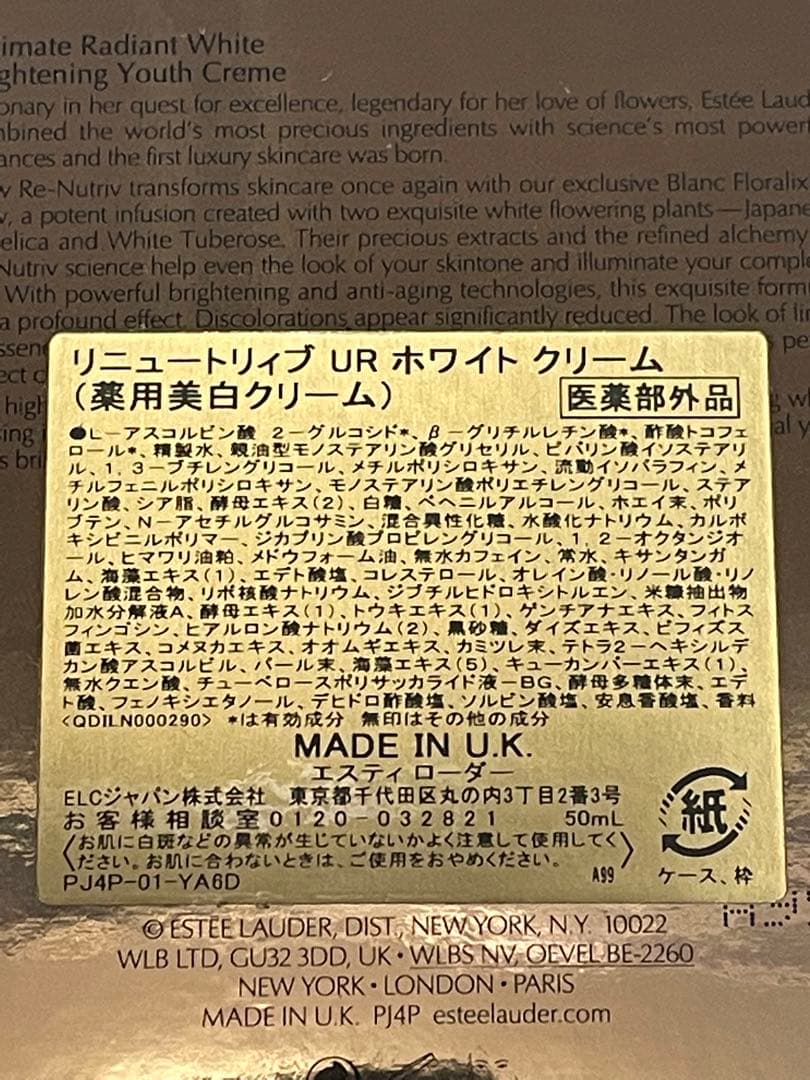 imate Radiant White
ghtening Youth Creme
onary in her quest for excellence, legendary for her love of flowers, Estée Laud
nbined the world's most precious ingredients with science's most powerf
ances and the first luxury skincare was born.
v Re-Nutriv transforms skincare once again with our exclusive Blanc Floralix
v, a potent infusion created with two exquisite white flowering plants—Japane
elica and White Tuberose. Their precious extracts and the refined alchemy
Nutriv science help even the look of your skintone and illuminate your comple
With powerful brightening and anti-aging technologies, this exquisite formu
a profound effect. Discolorations appear significantly reduced. The look of lin
リニュートリィブ UR ホワイト クリーム
(薬用美白クリーム) 医薬部外品
●L-アスコルビン酸 2-グルコシド*、β-グリチルレチン酸*、酢酸トコフェ
ロール*、精製水、親油型モノステアリン酸グリセリル、ピバリン酸イソステアリ
ル、1,3-ブチレングリコール、メチルポリシロキサン、流動イソパラフィン、メ
チルフェニルポリシロキサン、モノステアリン酸ポリエチレングリコール、ステア
リン酸、シア脂、酵母エキス(2)、白糖、ベヘニルアルコール、ホエイ末、ポリ
ブテン、N-アセチルグルコサミン、混合異性化糖、水酸化ナトリウム、カルボ
キシビニルポリマー、ジカプリン酸プロピレングリコール、1,2-オクタンジオ
ール、ヒマワリ油粕、メドウフォーム油、無水カフェイン、常水、キサンタンガ
ム、海藻エキス(1)、エデト酸塩、コレステロール、オレイン酸・リノール酸・リノ
レン酸混合物、リボ核酸ナトリウム、ジブチルヒドロキシトルエン、米糠抽出物
加水分解液A、酵母エキス(1)、トウキエキス(1)、ゲンチアナエキス、フィトス
フィンゴシン、ヒアルロン酸ナトリウム(2)、黒砂糖、ダイズエキス、ビフィズス
菌エキス、コメヌカエキス、オオムギエキス、カミツレ末、テトラ2-ヘキシルデ
カン酸アスコルビル、パール末、海藻エキス(5)、キューカンバーエキス(1)、
無水クエン酸、チューベロースポリサッカライド液-BG、酵母多糖体末、エデ
ト酸、フェノキシエタノール、デヒドロ酢酸塩、ソルビン酸塩、安息香酸塩、香料
<QDILN000290> *は有効成分 無印はその他の成分
MADE IN U.K.
エスティ ローダー
ELCジャパン株式会社 東京都千代田区丸の内3丁目2番3号
お客様相談室0120-032821 50mL
〈お肌に白斑などの異常が生じていないかよく注意して使用してく
ださい。お肌に合わないときは、ご使用をおやめください。〉
PJ4P-01-YA6D A99
紙
ケース、枠
© ESTEE LAUDER, DIST., NEW YORK, N.Y. 10022
WLB LTD, GU32 3DD, UK • WLBS NV, OEVEL BE-2260
NEW YORK • LONDON • PARIS
MADE IN U.K. PJ4P esteelauder.com